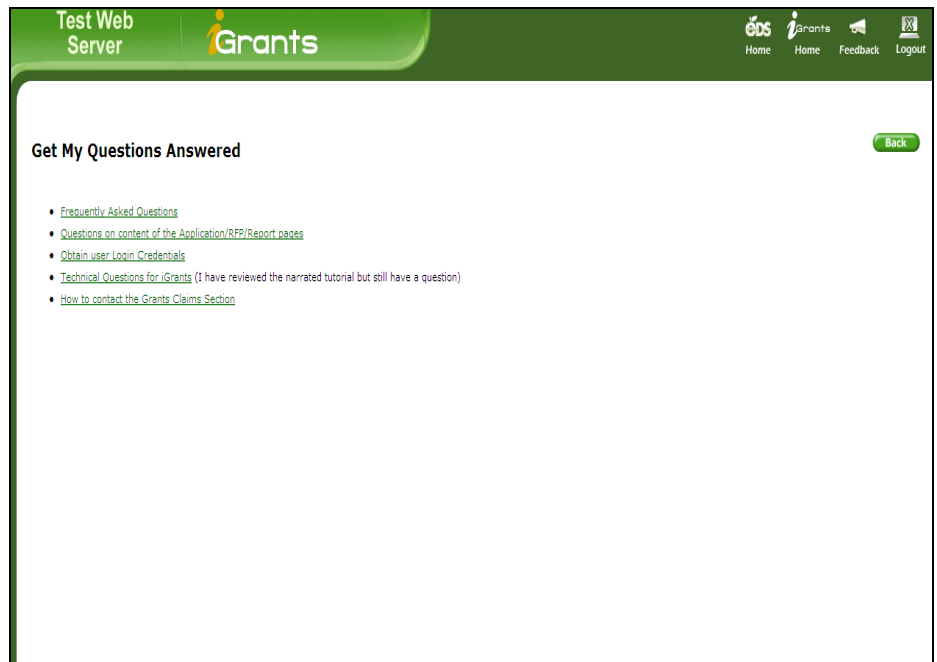 Test Web
Server
iGrants
eDS
Home
iGrants
Home
Feedback
X
Logout
Get My Questions Answered
Back
• Frequently Asked Questions
• Questions on content of the Application/RFP/Report pages
• Obtain user Login Credentials
• Technical Questions for iGrants (I have reviewed the narrated tutorial but still have a question)
• How to contact the Grants Claims Section